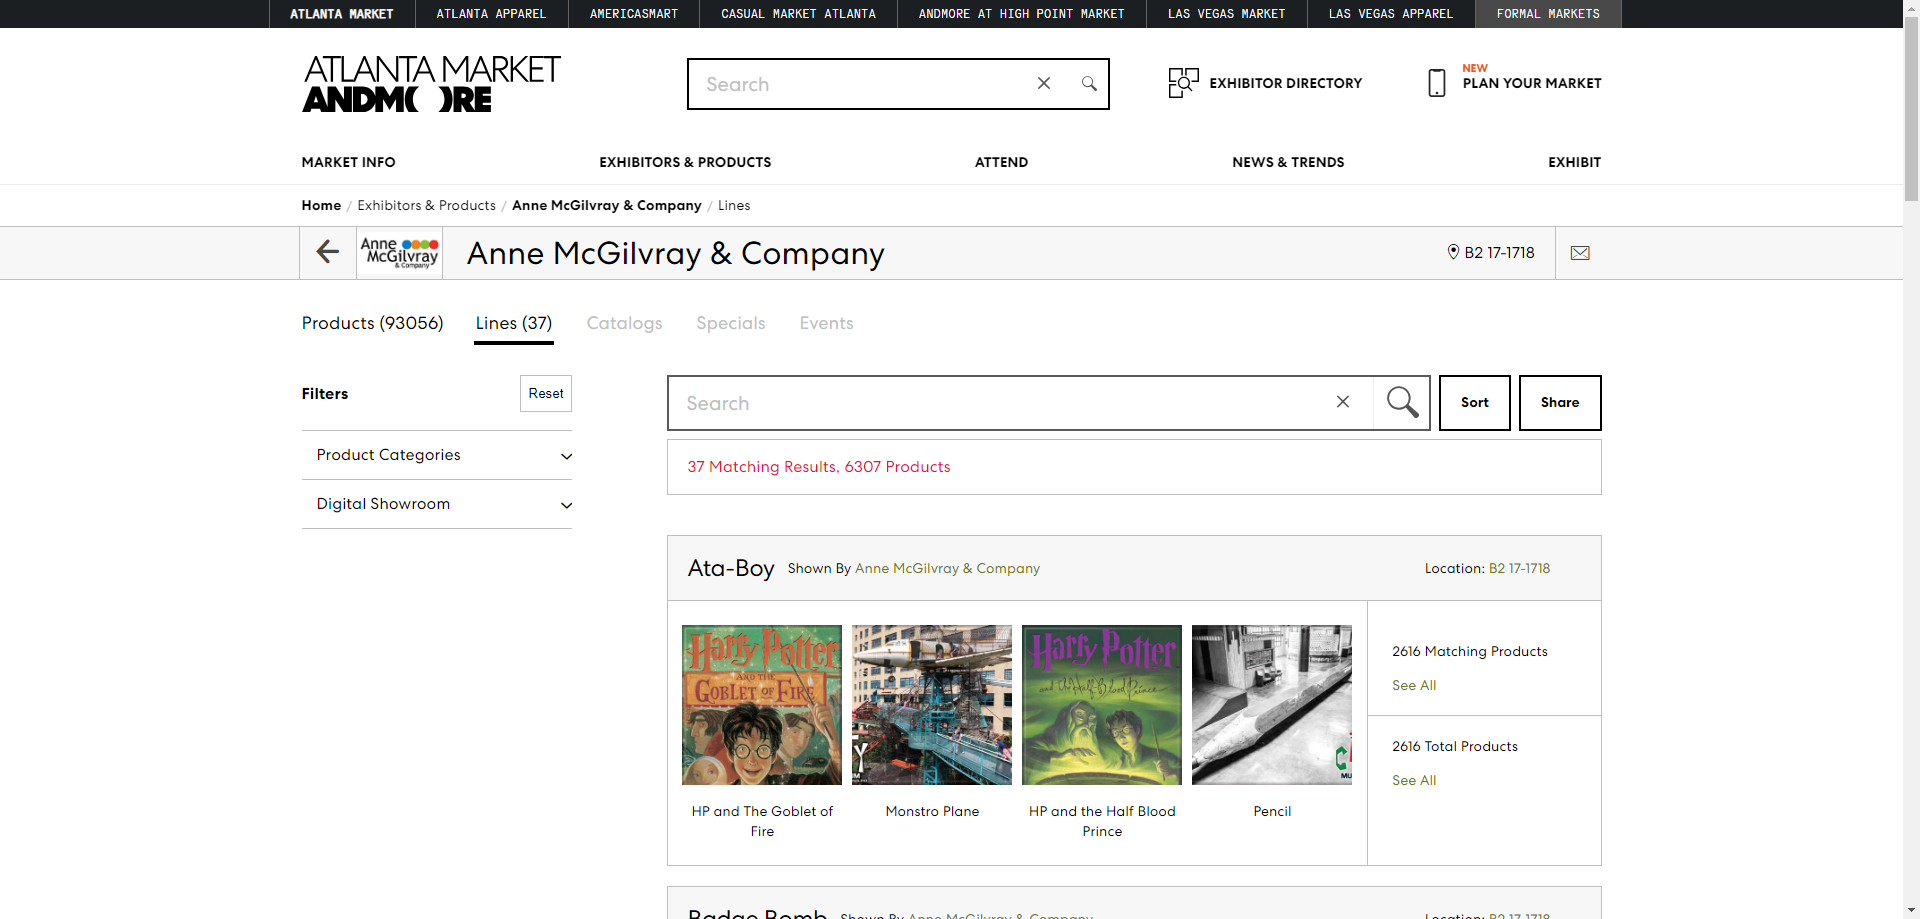 ATLANTA MARKET
ATLANTA APPAREL
AMERICASMART
CASUAL MARKET ATLANTA
ANDMORE AT HIGH POINT MARKET
LAS VEGAS MARKET
LAS VEGAS APPAREL
FORMAL MARKETS
ATLANTA MARKET
ANDMORE
Search
EXHIBITOR DIRECTORY
NEW
PLAN YOUR MARKET
MARKET INFO
EXHIBITORS & PRODUCTS
ATTEND
NEWS & TRENDS
EXHIBIT
Home / Exhibitors & Products / Anne McGilvray & Company / Lines
Anne
McGilvray
& Company
Anne McGilvray & Company
B2 17-1718
Products (93056)
Lines (37)
Catalogs
Specials
Events
Filters
Reset
Product Categories
Digital Showroom
Search
Sort
Share
37 Matching Results, 6307 Products
Ata-Boy Shown By Anne McGilvray & Company
Location: B2 17-1718
Harry Potter
AND THE
GOBLET OF FIRE
Harry Potter
and the Half-Blood Prince
HP and The Goblet of
Fire
Monstro Plane
HP and the Half Blood
Prince
Pencil
2616 Matching Products
See All
2616 Total Products
See All
Badge Bomb Shown By Anne McGilvray & Company
Location: B2 17-1718